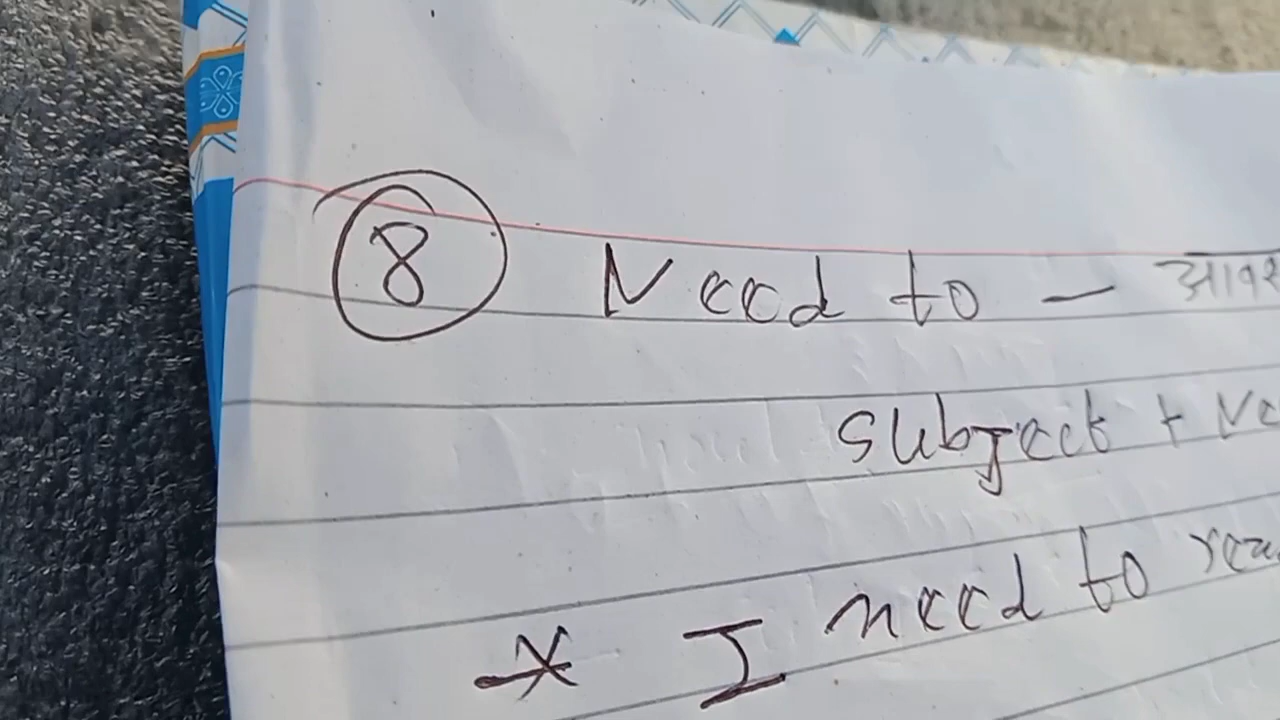 8 Need to —
subject +
* I need to